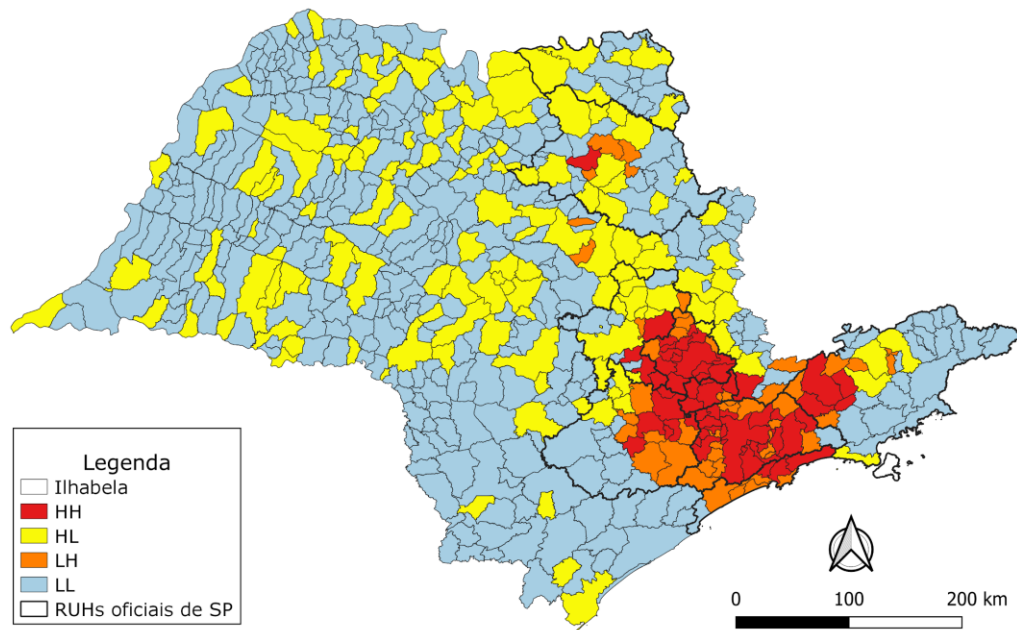 Legenda
Ilhabela
HH
HL
LH
LL
RUHs oficiais de SP
0 100 200 km